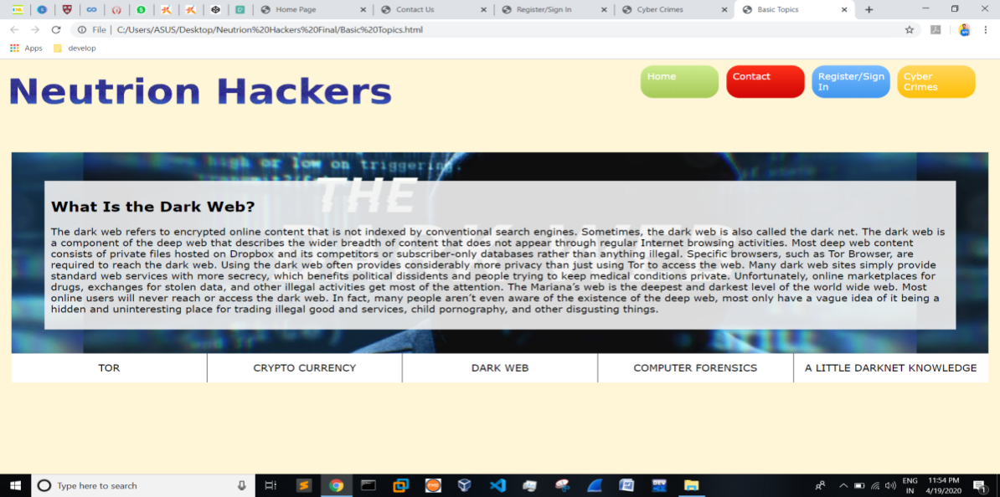 Home Page
Contact Us
Register/Sign In
Cyber Crimes
Basic Topics
File | C:/Users/ASUS/Desktop/Neutrion%20Hackers%20Final/Basic%20Topics.html
Apps
develop
Neutrion Hackers
Home
Contact
Register/Sign
In
Cyber
Crimes
high or low on triggering.
THE
What Is the Dark Web?
The dark web refers to encrypted online content that is not indexed by conventional search engines. Sometimes, the dark web is also called the dark net. The dark web is
a component of the deep web that describes the wider breadth of content that does not appear through regular Internet browsing activities. Most deep web content
consists of private files hosted on Dropbox and its competitors or subscriber-only databases rather than anything illegal. Specific browsers, such as Tor Browser, are
required to reach the dark web. Using the dark web often provides considerably more privacy than just using Tor to access the web. Many dark web sites simply provide
standard web services with more secrecy, which benefits political dissidents and people trying to keep medical conditions private. Unfortunately, online marketplaces for
drugs, exchanges for stolen data, and other illegal activities get most of the attention. The Mariana’s web is the deepest and darkest level of the world wide web. Most
online users will never reach or access the dark web. In fact, many people aren’t even aware of the existence of the deep web, most only have a vague idea of it being a
hidden and uninteresting place for trading illegal good and services, child pornography, and other disgusting things.
TOR
CRYPTO CURRENCY
DARK WEB
COMPUTER FORENSICS
A LITTLE DARKNET KNOWLEDGE
Type here to search
ENG
IN
11:54 PM
4/19/2020